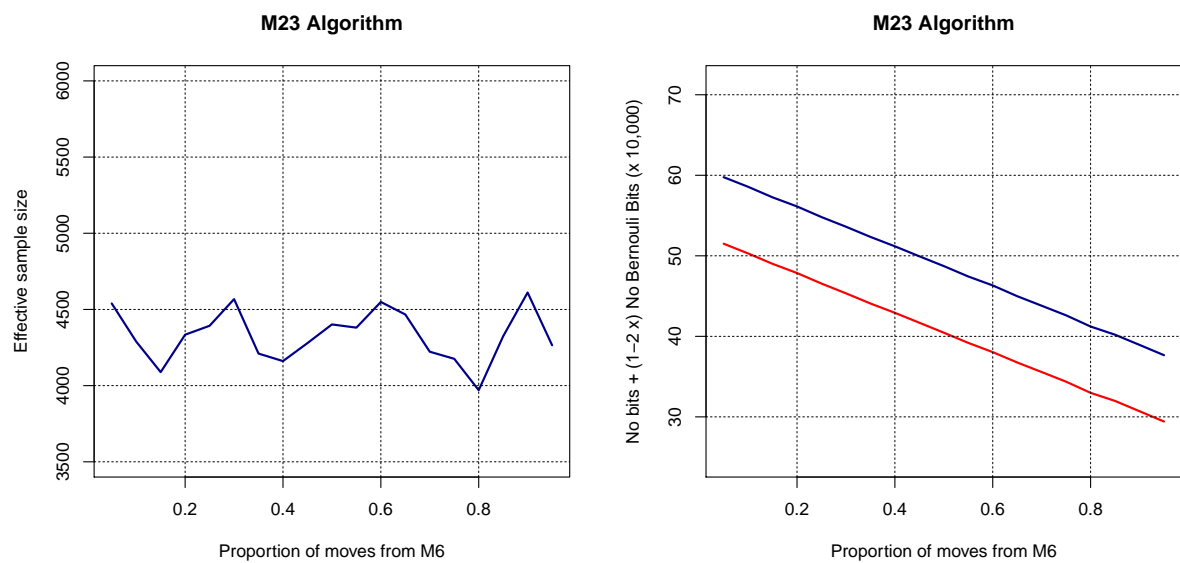 M23 Algorithm
Effective sample size
6000
5500
5000
4500
4000
3500
0.2 0.4 0.6 0.8
Proportion of moves from M6
M23 Algorithm
No bits + (1−2 x) No Bernouli Bits (x 10,000)
70
60
50
40
30
0.2 0.4 0.6 0.8
Proportion of moves from M6